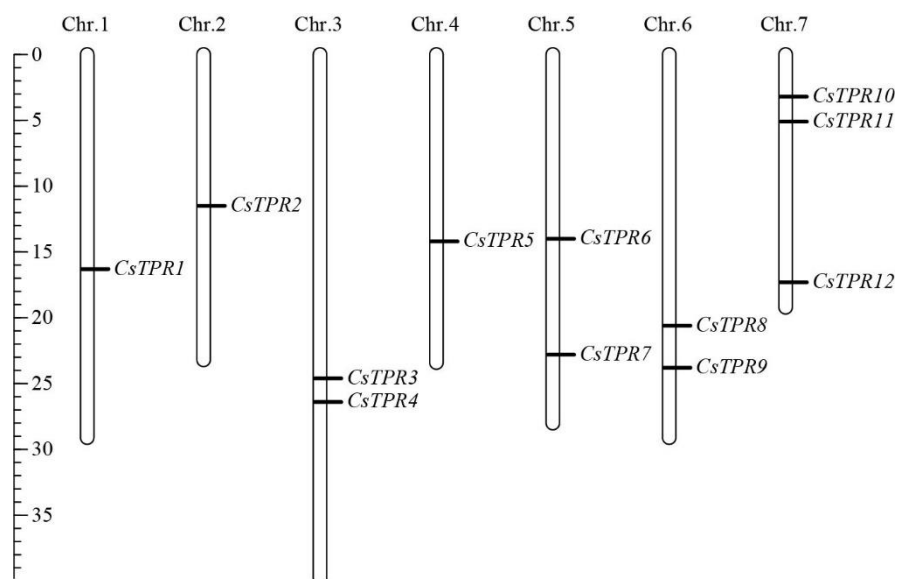 Chr.1 Chr.2 Chr.3 Chr.4 Chr.5 Chr.6 Chr.7
0
CsTPR10
5
CsTPR11
10
CsTPR2
CsTPR6
CsTPR5
15
CsTPR1
CsTPR12
20
CsTPR8
CsTPR7
CsTPR9
CsTPR3
25
CsTPR4
30
35